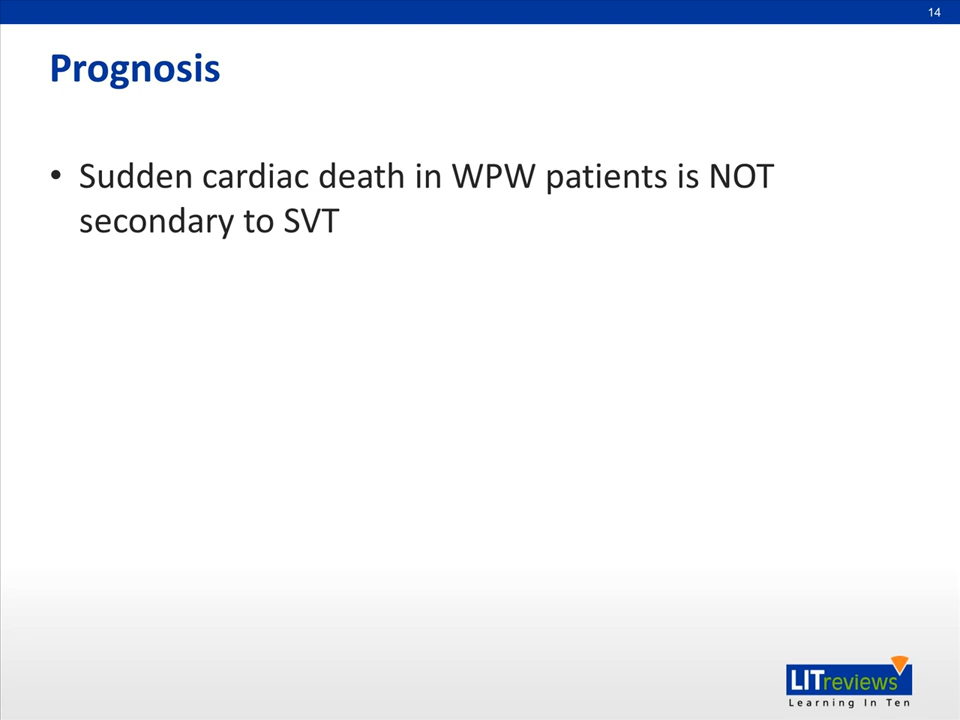 14
Prognosis
• Sudden cardiac death in WPW patients is NOT
secondary to SVT
LITreviews
Learning In Ten